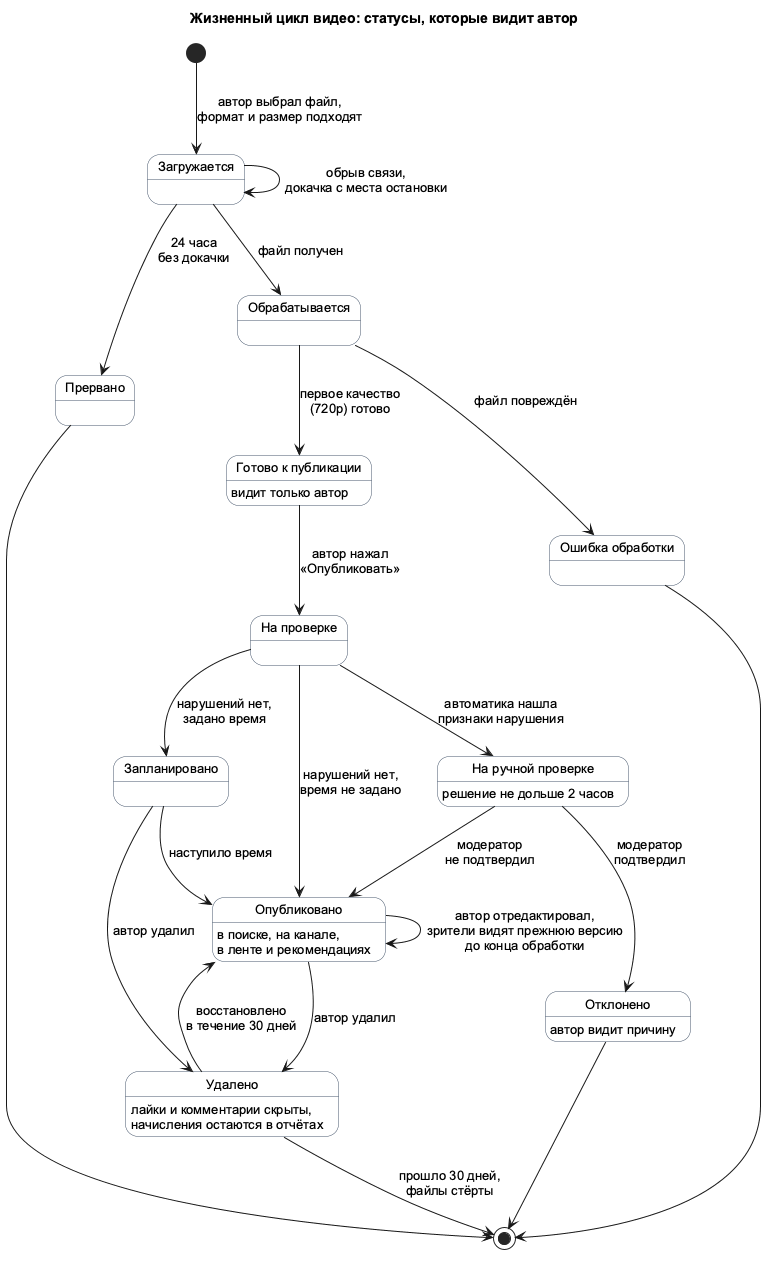 Жизненный цикл видео: статусы, которые видит автор
автор выбрал файл,
формат и размер подходят
Загружается
обрыв связи,
докачка с места остановки
24 часа
без докачки
файл получен
Обрабатывается
Прервано
первое качество
(720p) готово
файл повреждён
Готово к публикации
видит только автор
Ошибка обработки
автор нажал
«Опубликовать»
На проверке
нарушений нет,
задано время
автоматика нашла
признаки нарушения
Запланировано
нарушений нет,
время не задано
На ручной проверке
решение не дольше 2 часов
наступило время
модератор
не подтвердил
модератор
подтвердил
автор удалил
Опубликовано
в поиске, на канале,
в ленте и рекомендациях
автор отредактировал,
зрители видят прежнюю версию
до конца обработки
восстановлено
в течение 30 дней
автор удалил
Отклонено
автор видит причину
Удалено
лайки и комментарии скрыты,
начисления остаются в отчётах
прошло 30 дней,
файлы стёрты